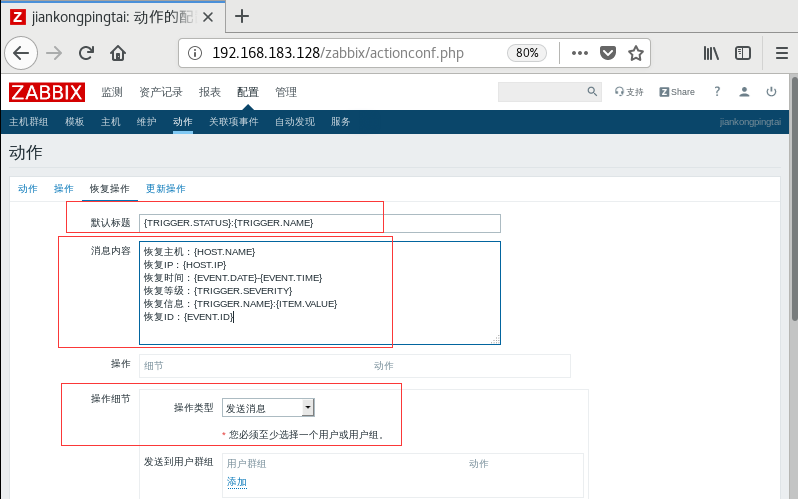 jiankongpingtai: 动作的配
192.168.183.128/zabbix/actionconf.php 80%
ZABBIX 监测 资产记录 报表 配置 管理 支持 Share ?
主机群组 模板 主机 维护 动作 关联项事件 自动发现 服务 jiankongpingtai
动作
动作 操作 恢复操作 更新操作
默认标题 {TRIGGER.STATUS}:{TRIGGER.NAME}
消息内容 恢复主机：{HOST.NAME}
恢复IP：{HOST.IP}
恢复时间：{EVENT.DATE}-{EVENT.TIME}
恢复等级：{TRIGGER.SEVERITY}
恢复信息：{TRIGGER.NAME}:{ITEM.VALUE}
恢复ID：{EVENT.ID}
操作 细节 动作
操作细节
操作类型 发送消息
* 您必须至少选择一个用户或用户组。
发送到用户群组 用户群组 动作
添加